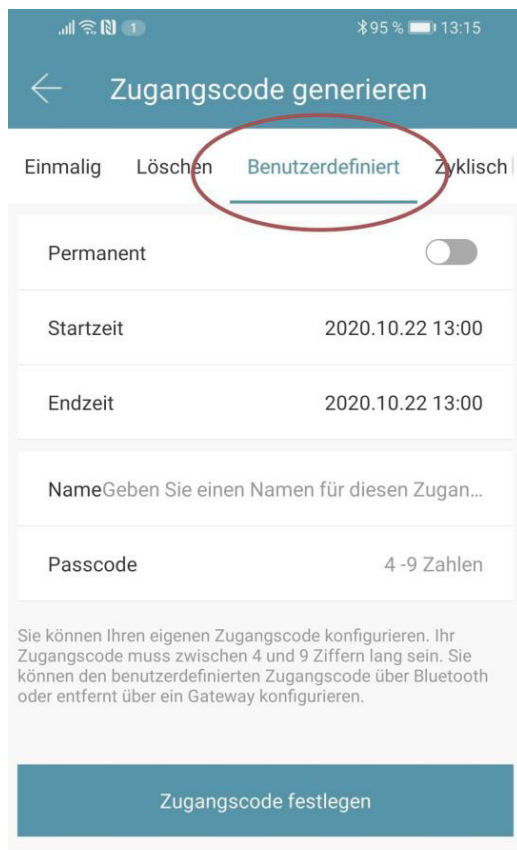 1 95 % 13:15
Zugangscode generieren
Einmalig Löschen Benutzerdefiniert Zyklisch
Permanent
Startzeit 2020.10.22 13:00
Endzeit 2020.10.22 13:00
NameGeben Sie einen Namen für diesen Zugan...
Passcode 4 -9 Zahlen
Sie können Ihren eigenen Zugangscode konfigurieren. Ihr
Zugangscode muss zwischen 4 und 9 Ziffern lang sein. Sie
können den benutzerdefinierten Zugangscode über Bluetooth
oder entfernt über ein Gateway konfigurieren.
Zugangscode festlegen